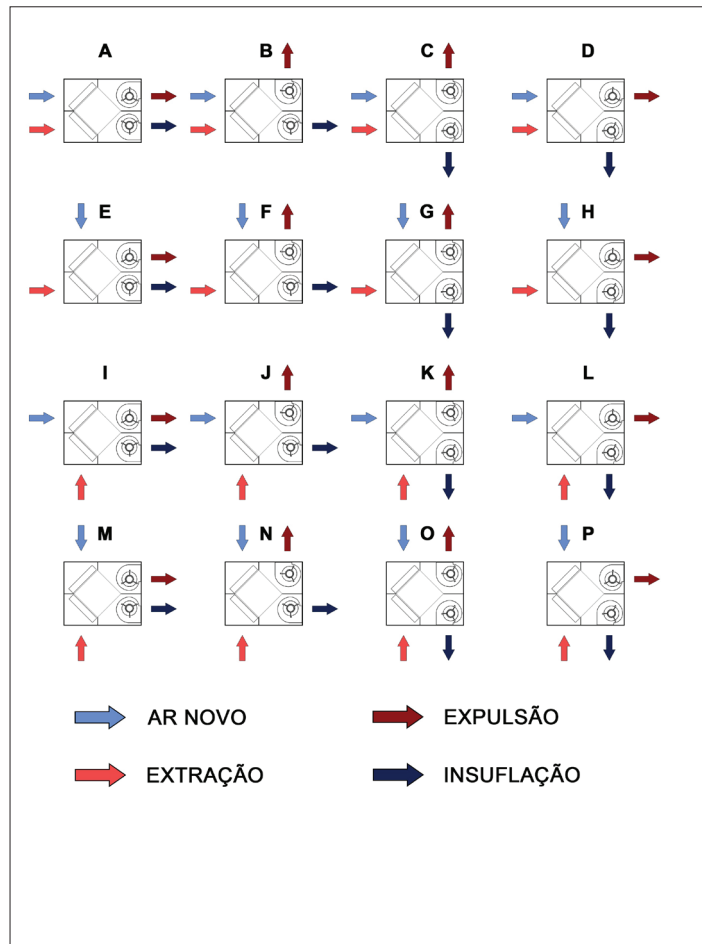 A B C D
E F G H
I J K L
M N O P
AR NOVO EXPULSÃO
EXTRAÇÃO INSUFLAÇÃO